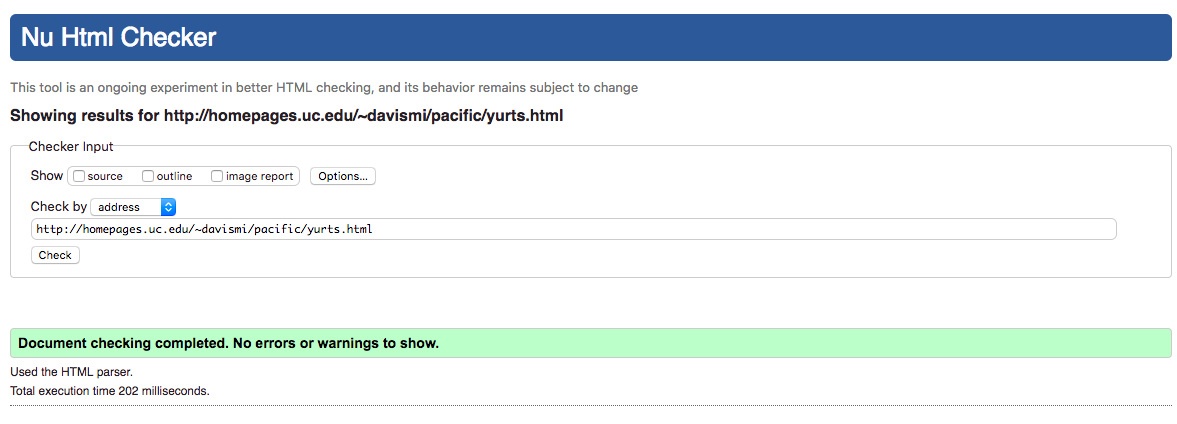 Nu Html Checker
This tool is an ongoing experiment in better HTML checking, and its behavior remains subject to change
Showing results for http://homepages.uc.edu/~davismi/pacific/yurts.html
Checker Input
Show source outline image report Options...
Check by address
http://homepages.uc.edu/~davismi/pacific/yurts.html
Check
Document checking completed. No errors or warnings to show.
Used the HTML parser.
Total execution time 202 milliseconds.